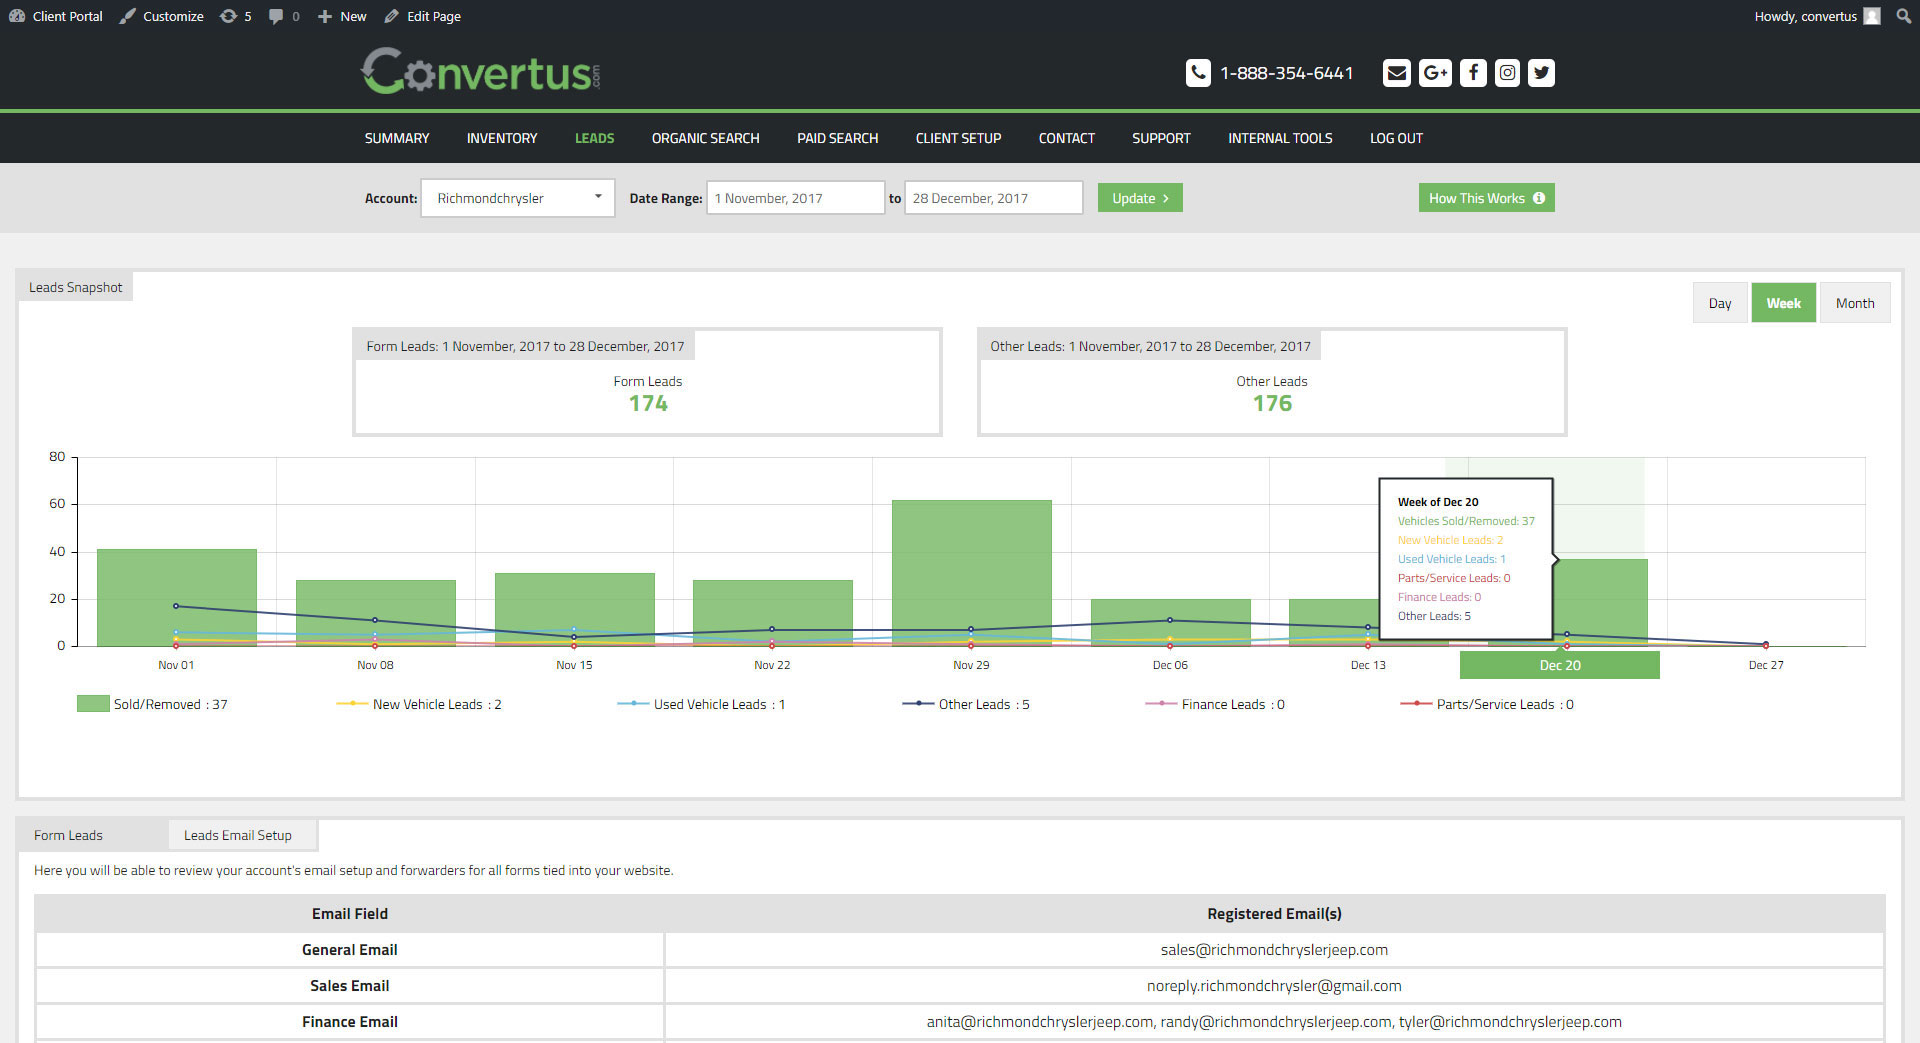 Client Portal Customize 5 0 New Edit Page Howdy, convertus
Convertus.com
1-888-354-6441
SUMMARY INVENTORY LEADS ORGANIC SEARCH PAID SEARCH CLIENT SETUP CONTACT SUPPORT INTERNAL TOOLS LOG OUT
Account: Richmondchrysler Date Range: 1 November, 2017 to 28 December, 2017 Update How This Works
Leads Snapshot
Day Week Month
Form Leads: 1 November, 2017 to 28 December, 2017
Form Leads
174
Other Leads: 1 November, 2017 to 28 December, 2017
Other Leads
176
80
60
40
20
0
Week of Dec 20
Vehicles Sold/Removed: 37
New Vehicle Leads: 2
Used Vehicle Leads: 1
Parts/Service Leads: 0
Finance Leads: 0
Other Leads: 5
Nov 01 Nov 08 Nov 15 Nov 22 Nov 29 Dec 06 Dec 13 Dec 20 Dec 27
Sold/Removed : 37 New Vehicle Leads : 2 Used Vehicle Leads : 1 Other Leads : 5 Finance Leads : 0 Parts/Service Leads : 0
Form Leads Leads Email Setup
Here you will be able to review your account's email setup and forwarders for all forms tied into your website.
Email Field Registered Email(s)
General Email sales@richmondchryslerjeep.com
Sales Email noreply.richmondchrysler@gmail.com
Finance Email anita@richmondchryslerjeep.com, randy@richmondchryslerjeep.com, tyler@richmondchryslerjeep.com